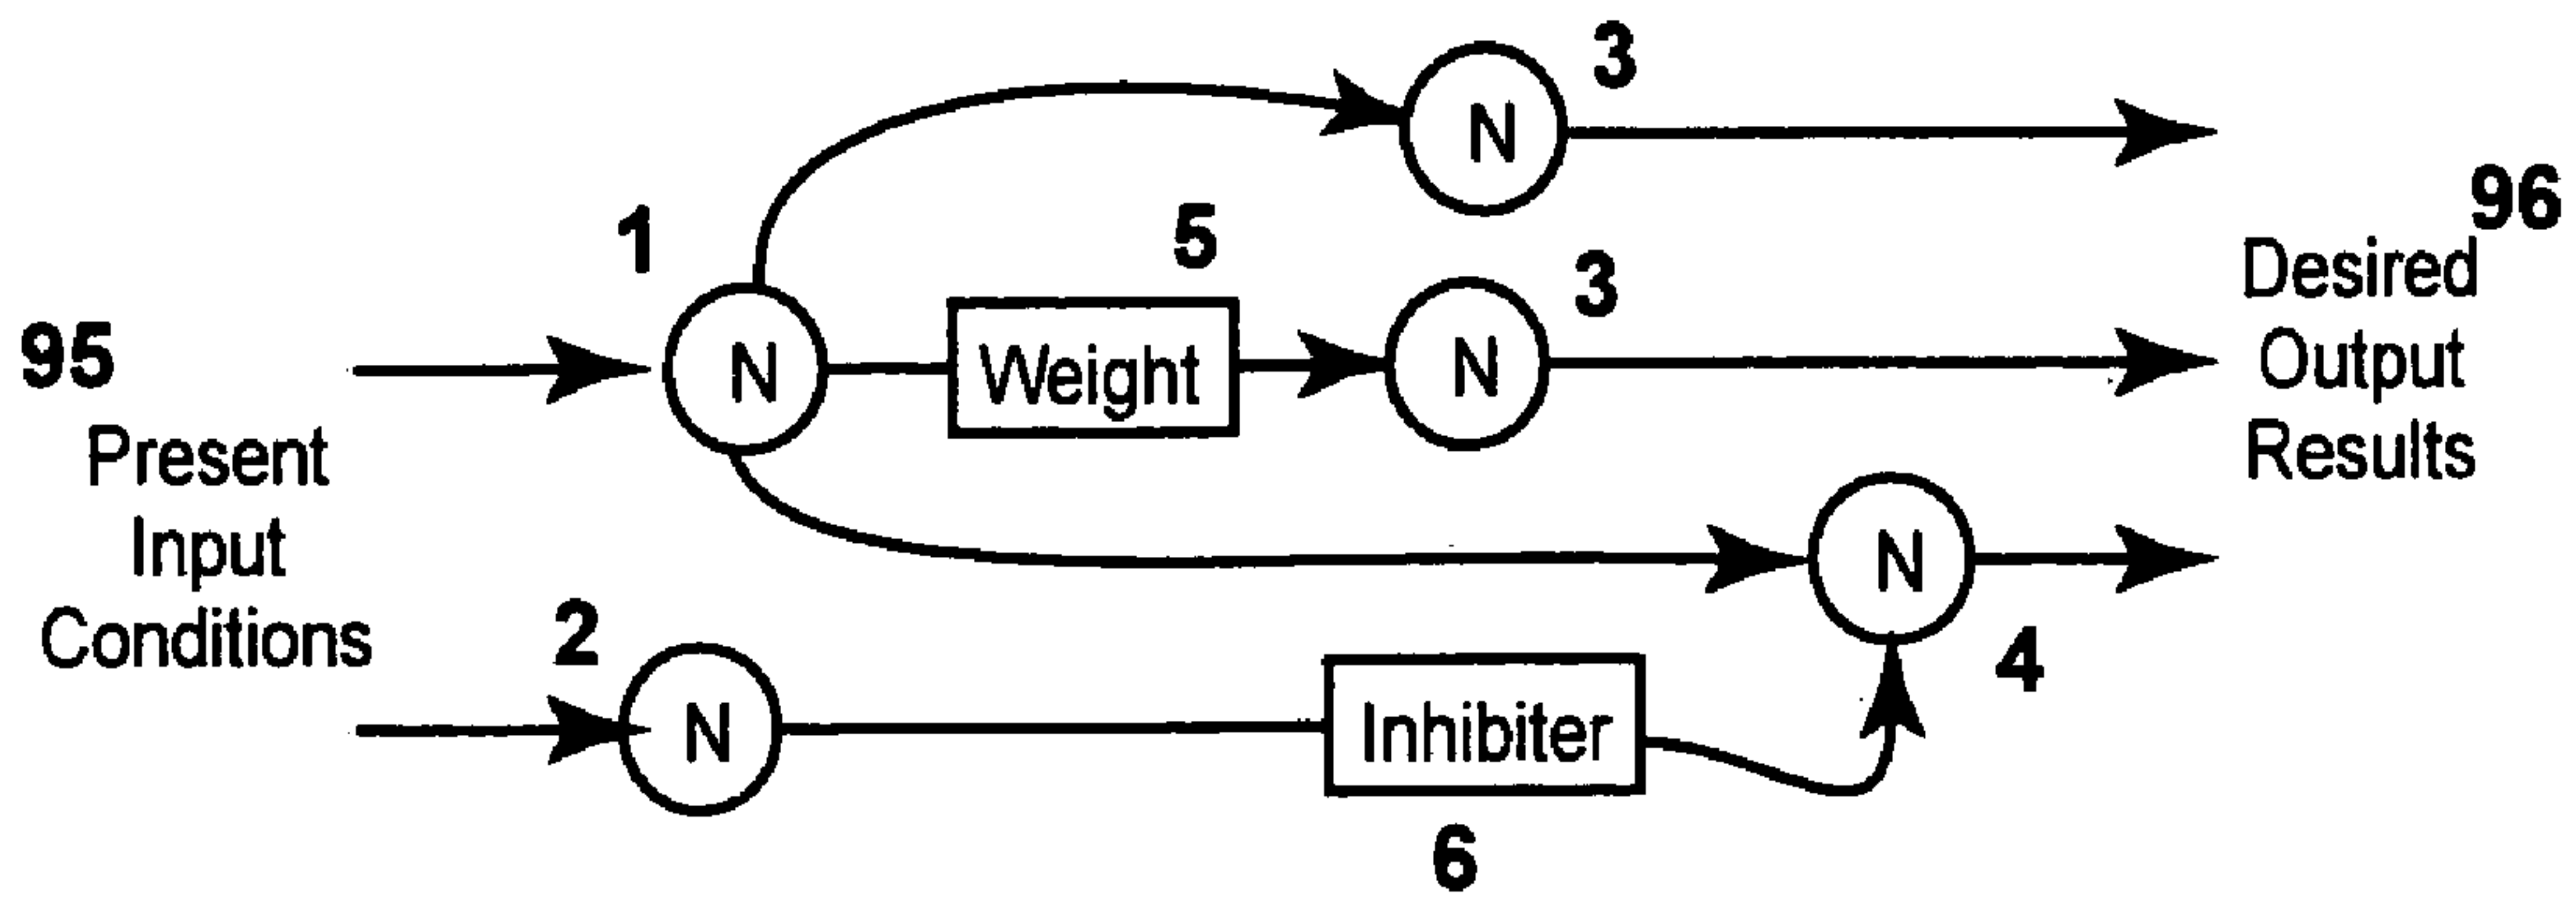 3
N
96
1
5
3
Desired
Output
Results
95
N
Weight
N
Present
Input
Conditions
N
4
2
N
Inhibiter
6